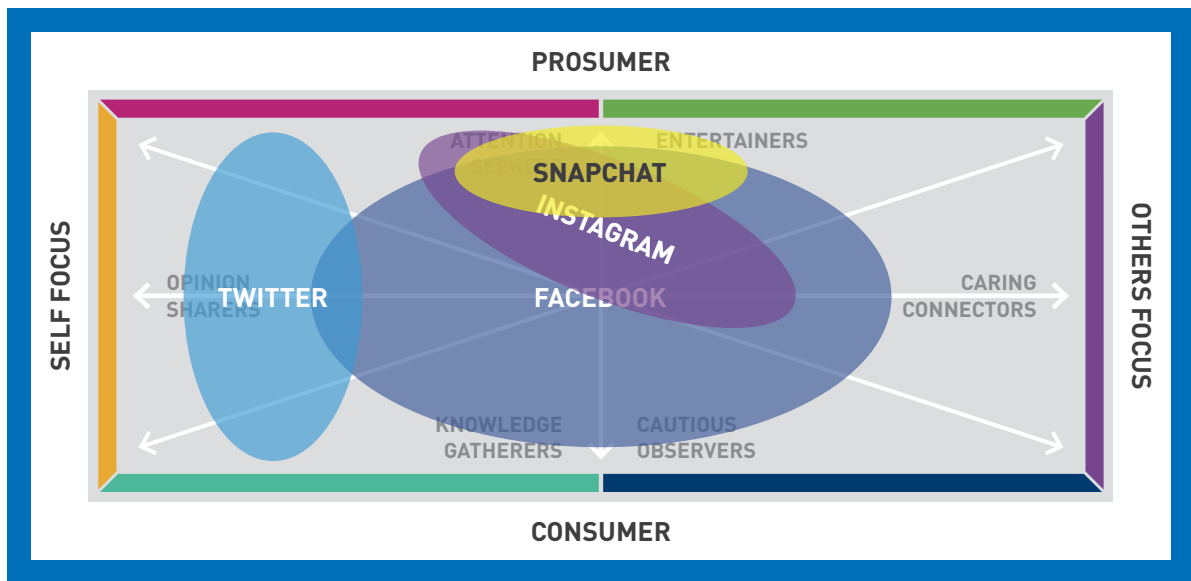 PROSUMER
ATTENTION
SEEKERS
ENTERTAINERS
SNAPCHAT
INSTAGRAM
SELF FOCUS
OPINION
SHARERS
TWITTER
FACEBOOK
CARING
CONNECTORS
OTHERS FOCUS
KNOWLEDGE
GATHERERS
CAUTIOUS
OBSERVERS
CONSUMER